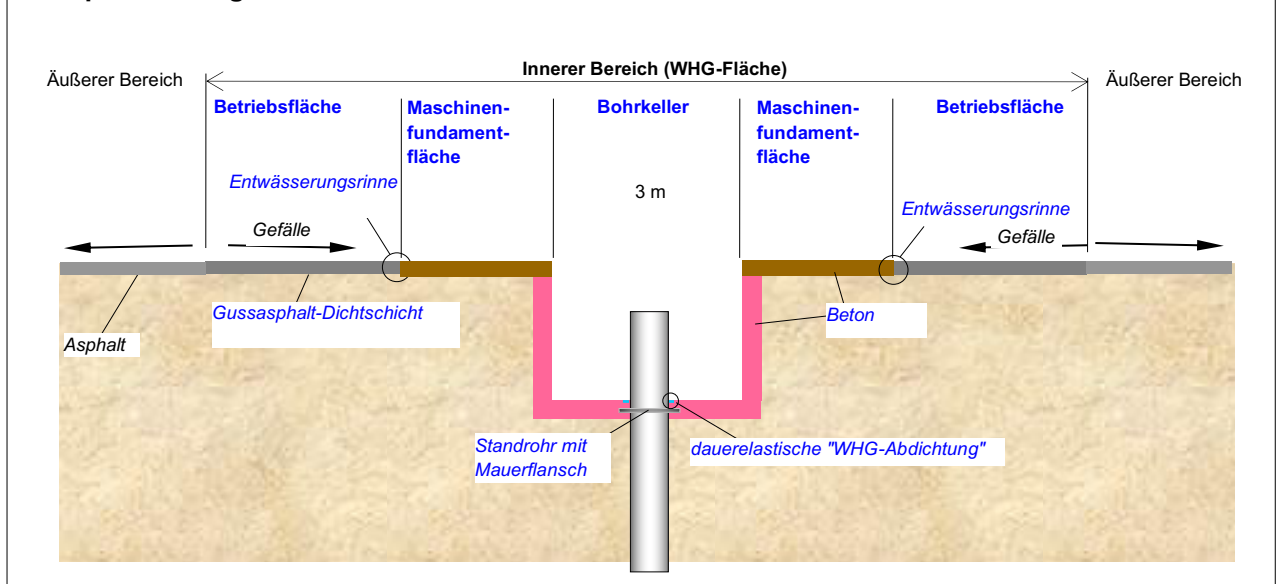 Innerer Bereich (WHG-Fläche)
Äußerer Bereich
Äußerer Bereich
Betriebsfläche
Maschinen-
fundament-
fläche
Bohrkeller
Maschinen-
fundament-
fläche
Betriebsfläche
Entwässerungsrinne
3 m
Entwässerungsrinne
Gefälle
Gefälle
Gussasphalt-Dichtschicht
Beton
Asphalt
Standrohr mit
Mauerflansch
dauerelastische "WHG-Abdichtung"